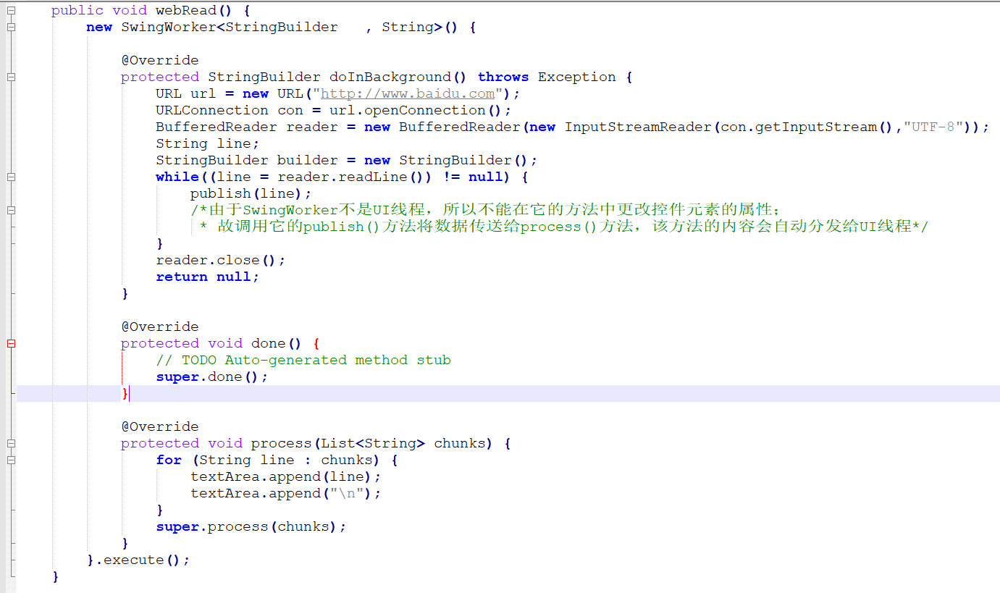 public void webRead() {
new SwingWorker<StringBuilder   , String>() {
@Override
protected StringBuilder doInBackground() throws Exception {
URL url = new URL("http://www.baidu.com");
URLConnection con = url.openConnection();
BufferedReader reader = new BufferedReader(new InputStreamReader(con.getInputStream(),"UTF-8"));
String line;
StringBuilder builder = new StringBuilder();
while((line = reader.readLine()) != null) {
publish(line);
/*由于SwingWorker不是UI线程，所以不能在它的方法中更改控件元素的属性；
* 故调用它的publish()方法将数据传送给process()方法，该方法的内容会自动分发给UI线程*/
}
reader.close();
return null;
}
@Override
protected void done() {
// TODO Auto-generated method stub
super.done();
}
@Override
protected void process(List<String> chunks) {
for (String line : chunks) {
textArea.append(line);
textArea.append("\n");
}
super.process(chunks);
}
}.execute();
}